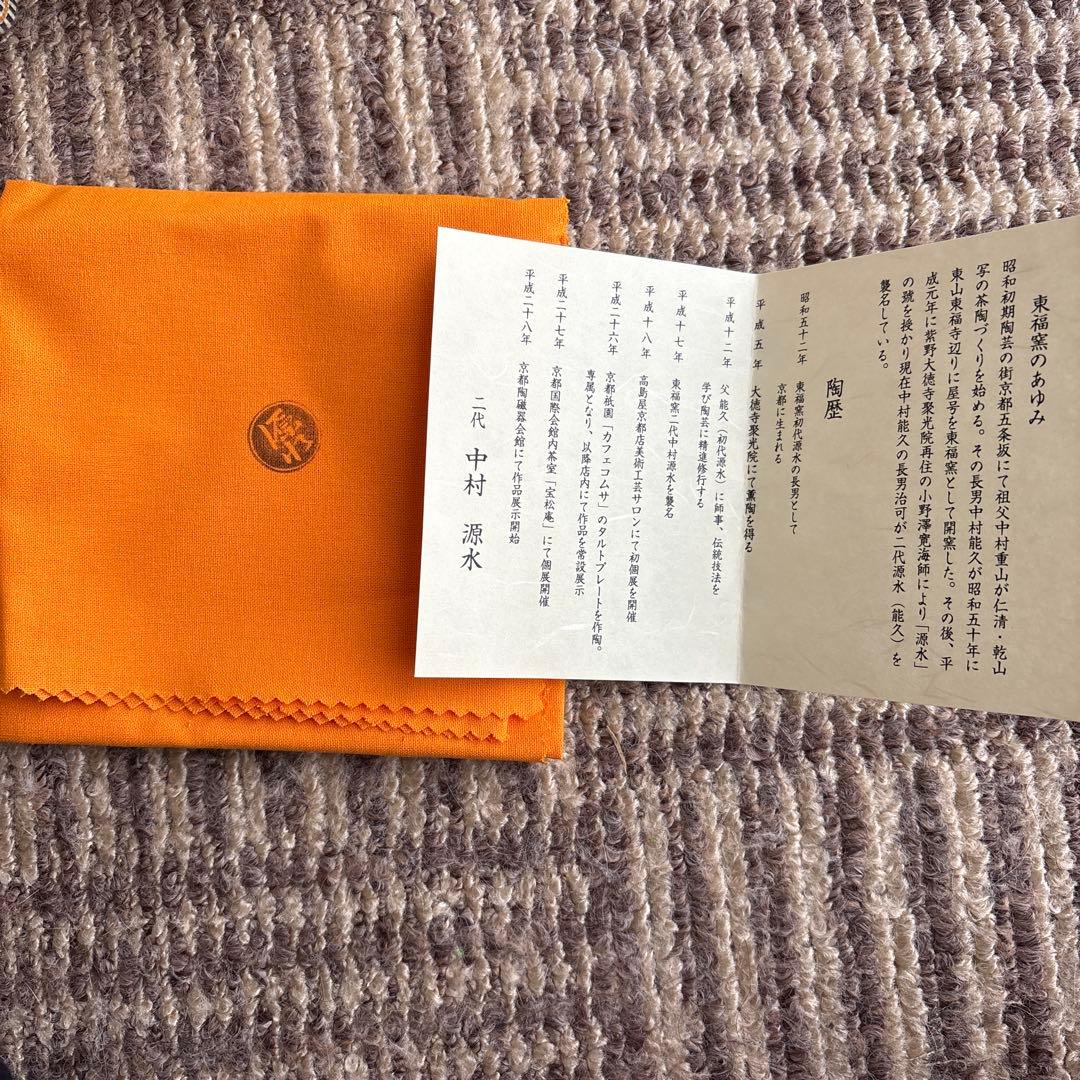 東福窯のあゆみ
昭和初期陶芸の街京都五条坂にて祖父中村重山が仁清・乾山
写の茶陶づくりを始める。その長男中村能久が昭和五十年に
東山東福寺辺りに屋号を東福窯として開窯した。その後、平
成元年に紫野大徳寺聚光院再住の小野澤寛海師により「源水」
の號を授かり現在中村能久の長男治可が二代源水（能久）を
襲名している。
陶歴
昭和五十二年 東福窯初代源水の長男として
京都に生まれる
平成五年 大徳寺聚光院にて薫陶を得る
平成十二年 父 能久（初代源水）に師事、伝統技法を
学び陶芸に精進修行する
平成十七年 東福窯二代中村源水を襲名
平成十八年 高島屋京都店美術工芸サロンにて初個展を開催
平成二十六年 京都祇園「カフェコムサ」のタルトプレートを作陶。
専属となり、以降店内にて作品を常設展示
平成二十七年 京都国際会館内茶室「宝松庵」にて個展開催
平成二十八年 京都陶磁器会館にて作品展示開始
二代 中村 源水